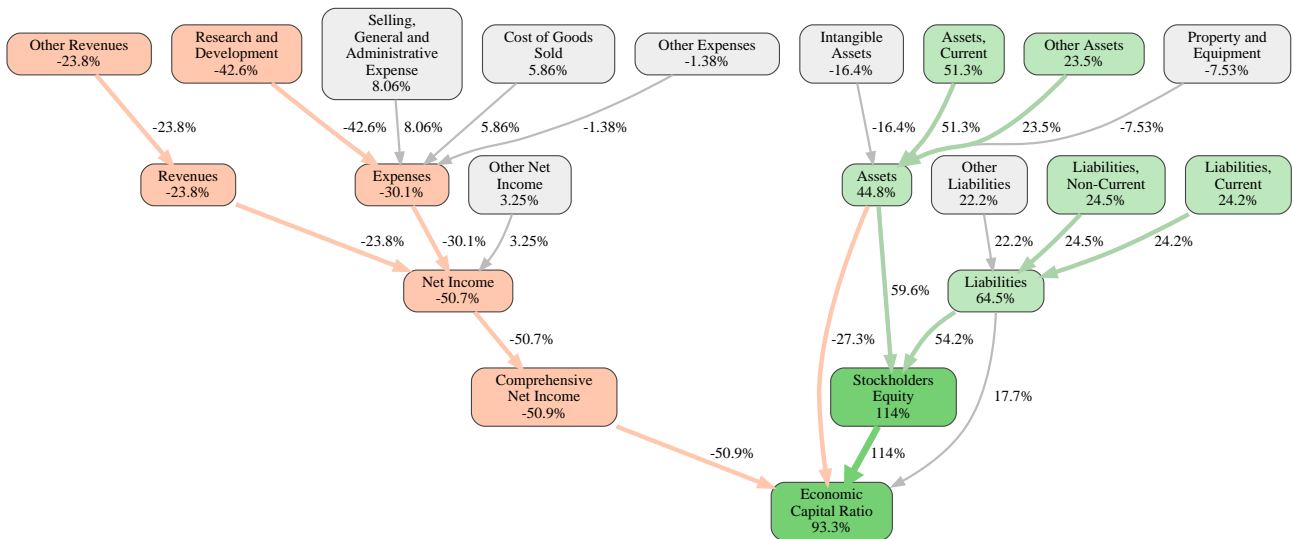 Other Revenues
-23.8%
Research and
Development
-42.6%
Selling,
General and
Administrative
Expense
8.06%
Cost of Goods
Sold
5.86%
Other Expenses
-1.38%
Intangible
Assets
-16.4%
Assets,
Current
51.3%
Other Assets
23.5%
Property and
Equipment
-7.53%
-23.8%
-42.6%
8.06%
5.86%
-1.38%
-16.4%
51.3%
23.5%
-7.53%
Revenues
-23.8%
Expenses
-30.1%
Other Net
Income
3.25%
Assets
44.8%
Other
Liabilities
22.2%
Liabilities,
Non-Current
24.5%
Liabilities,
Current
24.2%
-23.8%
-30.1%
3.25%
22.2%
24.5%
24.2%
Net Income
-50.7%
59.6%
Liabilities
64.5%
-50.7%
-27.3%
54.2%
Comprehensive
Net Income
-50.9%
Stockholders
Equity
114%
17.7%
-50.9%
114%
Economic
Capital Ratio
93.3%